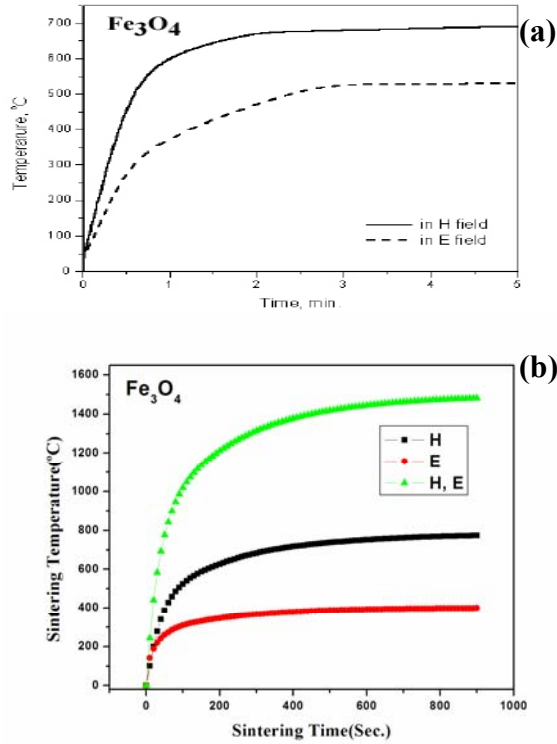 Fe3O4
(a)
700
600
500
400
300
200
100
0
Temperarure, ℃
in H field
in E field
0
1
2
3
4
5
Time, min.
(b)
Fe3O4
1600
1400
1200
1000
800
600
400
200
0
Sintering Temperature(ºC)
H
E
H, E
0
200
400
600
800
1000
Sintering Time(Sec.)